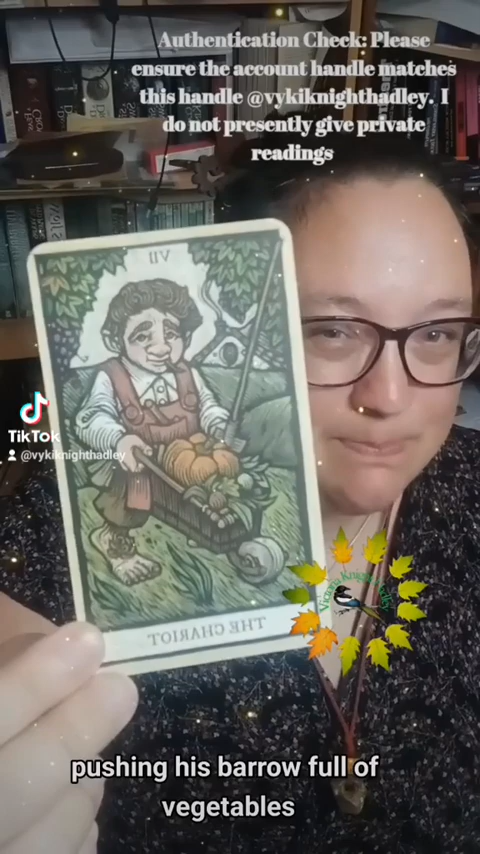 Authentication Check: Please
ensure the account handle matches
this handle @vykiknighthadley. I
do not presently give private
readings
VII
TikTok
@vykiknighthadley
THE CHARIOT
pushing his barrow full of
vegetables